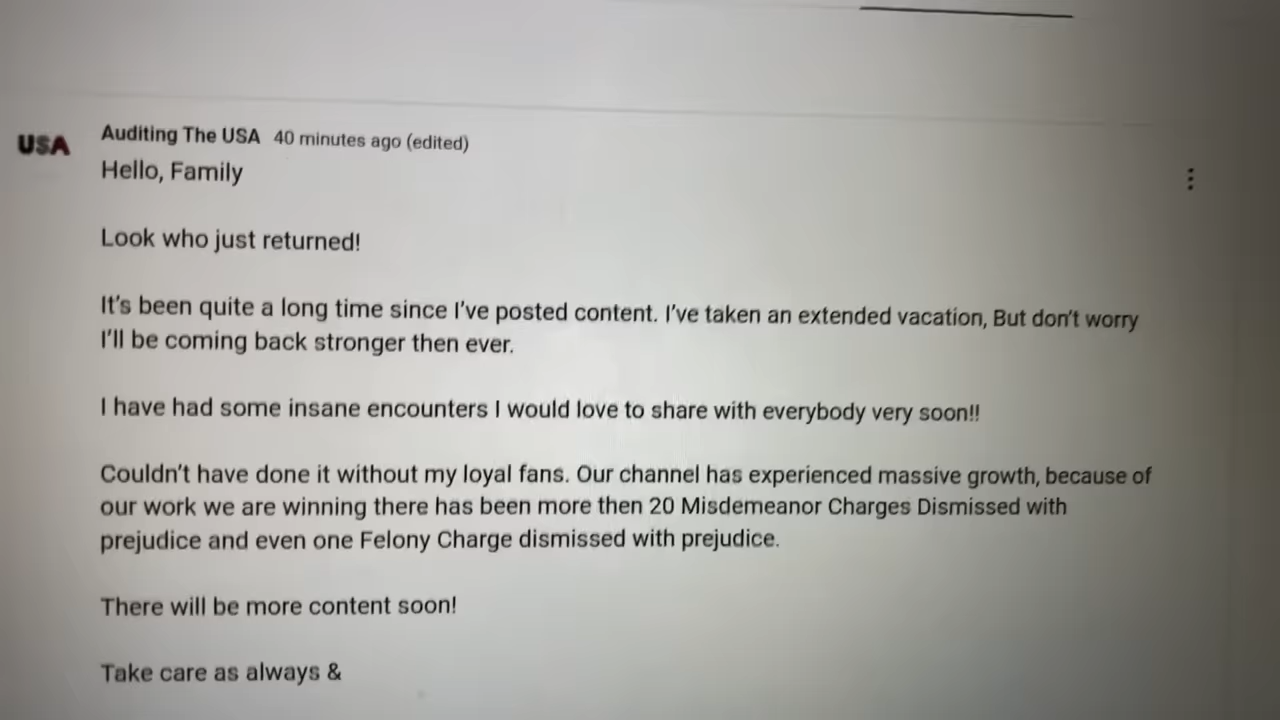 USA
Auditing The USA 40 minutes ago (edited)
Hello, Family
Look who just returned!
It's been quite a long time since I've posted content. I've taken an extended vacation, But don't worry
I'll be coming back stronger then ever.
I have had some insane encounters I would love to share with everybody very soon!!
Couldn't have done it without my loyal fans. Our channel has experienced massive growth, because of
our work we are winning there has been more then 20 Misdemeanor Charges Dismissed with
prejudice and even one Felony Charge dismissed with prejudice.
There will be more content soon!
Take care as always &